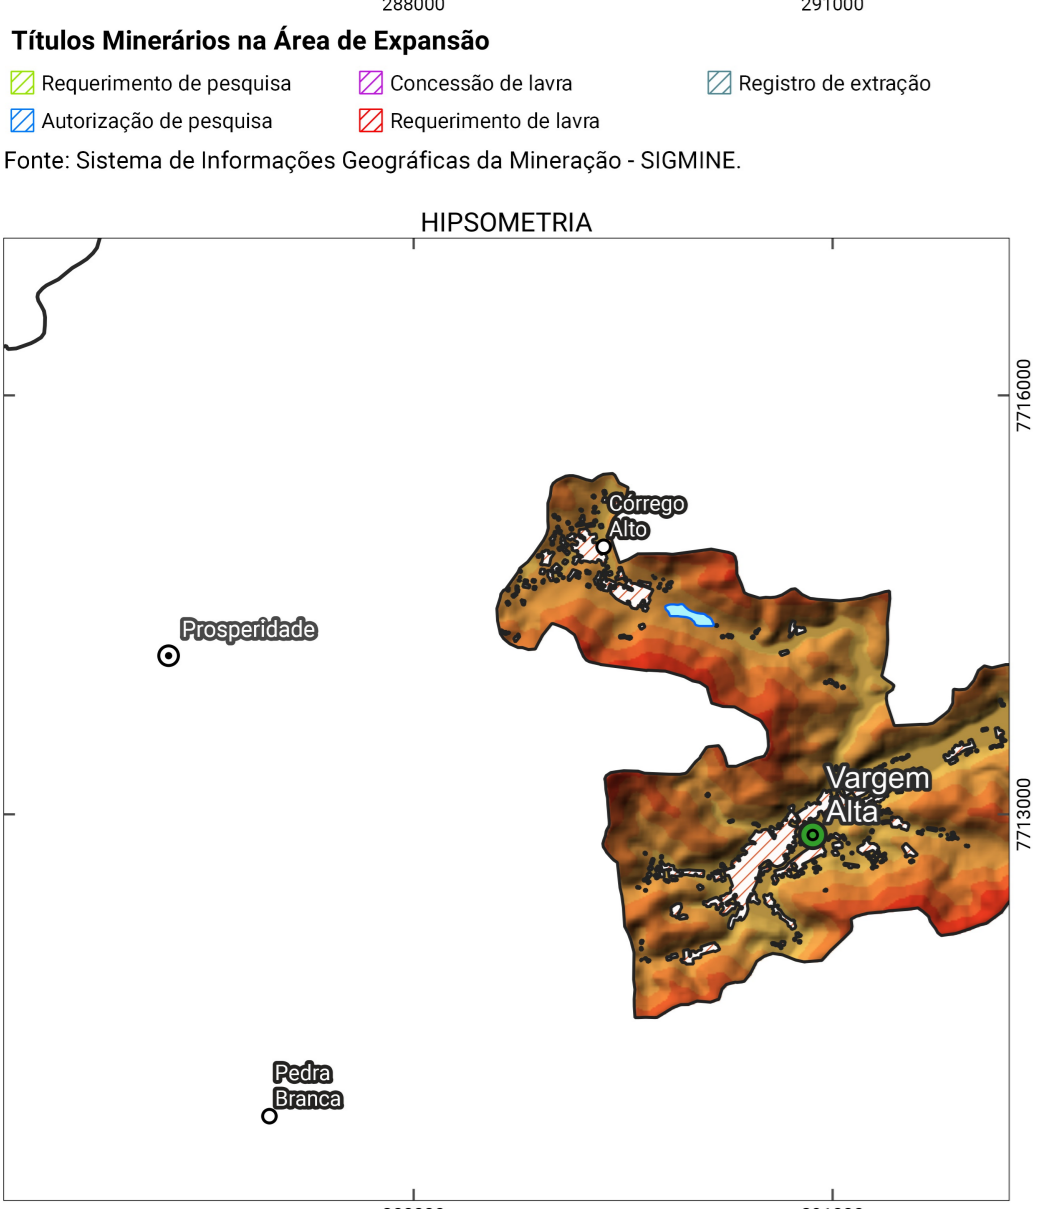 288000 291000
Títulos Minerários na Área de Expansão
Requerimento de pesquisa Concessão de lavra Registro de extração
Autorização de pesquisa Requerimento de lavra
Fonte: Sistema de Informações Geográficas da Mineração - SIGMINE.
HIPSOMETRIA
7716000
Córrego
Alto
Prosperidade
Vargem
Alta
7713000
Pedra
Branca